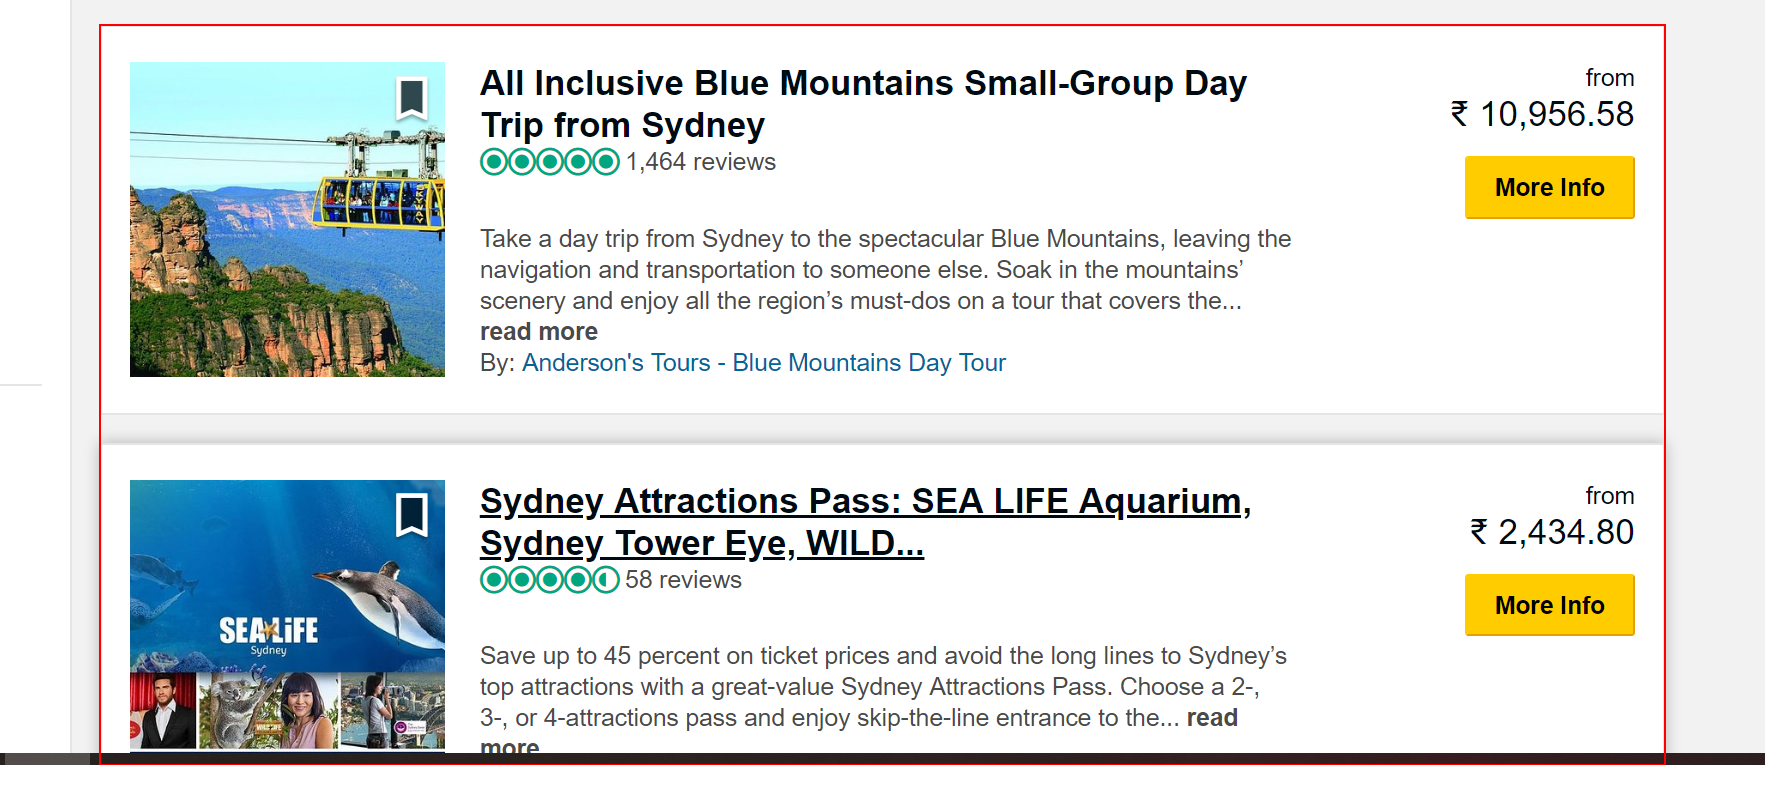 All Inclusive Blue Mountains Small-Group Day
Trip from Sydney
1,464 reviews
Take a day trip from Sydney to the spectacular Blue Mountains, leaving the
navigation and transportation to someone else. Soak in the mountains’
scenery and enjoy all the region’s must-dos on a tour that covers the...
read more
By: Anderson's Tours - Blue Mountains Day Tour
from
₹ 10,956.58
More Info
SEA LiFE
Sydney
Sydney Attractions Pass: SEA LIFE Aquarium,
Sydney Tower Eye, WILD...
58 reviews
Save up to 45 percent on ticket prices and avoid the long lines to Sydney’s
top attractions with a great-value Sydney Attractions Pass. Choose a 2-,
3-, or 4-attractions pass and enjoy skip-the-line entrance to the... read
more
from
₹ 2,434.80
More Info